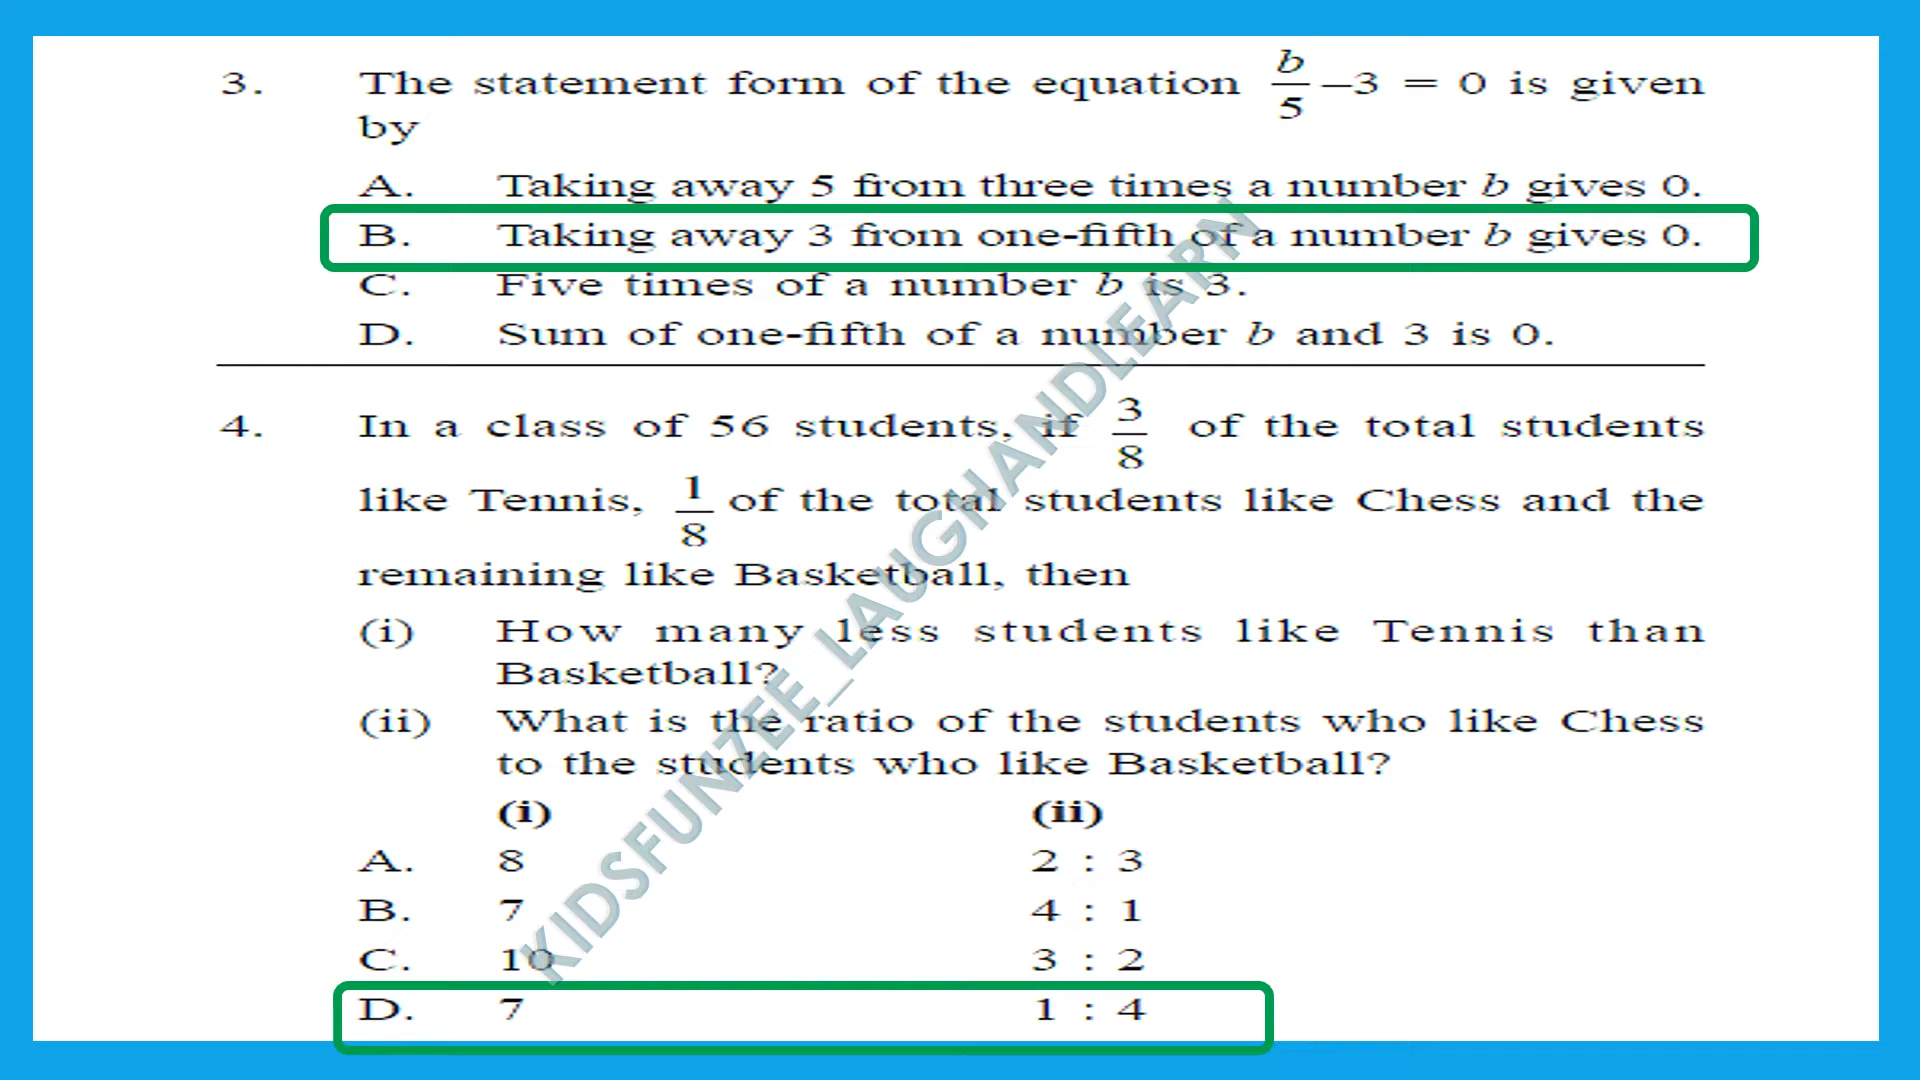 3. The statement form of the equation b/5 –3 = 0 is given
by
A. Taking away 5 from three times a number b gives 0.
B. Taking away 3 from one-fifth of a number b gives 0.
C. Five times of a number b is 3.
D. Sum of one-fifth of a number b and 3 is 0.
4. In a class of 56 students, if 3/8 of the total students
like Tennis, 1/8 of the total students like Chess and the
remaining like Basketball, then
(i) How many less students like Tennis than
Basketball?
(ii) What is the ratio of the students who like Chess
to the students who like Basketball?
(i) (ii)
A. 8 2 : 3
B. 7 4 : 1
C. 10 3 : 2
D. 7 1 : 4
KIDSFUNZEE_LAUGHANDLEARN